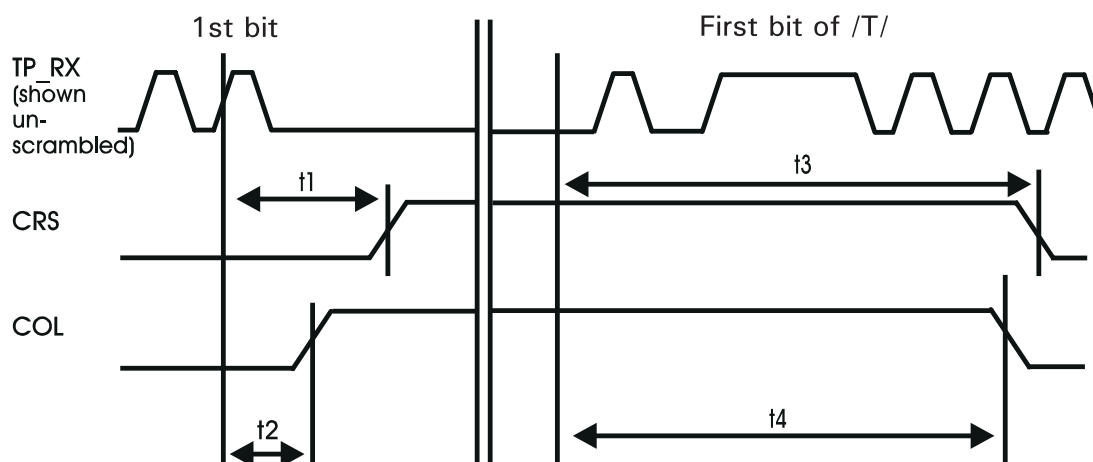 1st bit
First bit of /T/
TP_RX
(shown
un-
scrambled)
t1
t3
CRS
COL
t2
t4